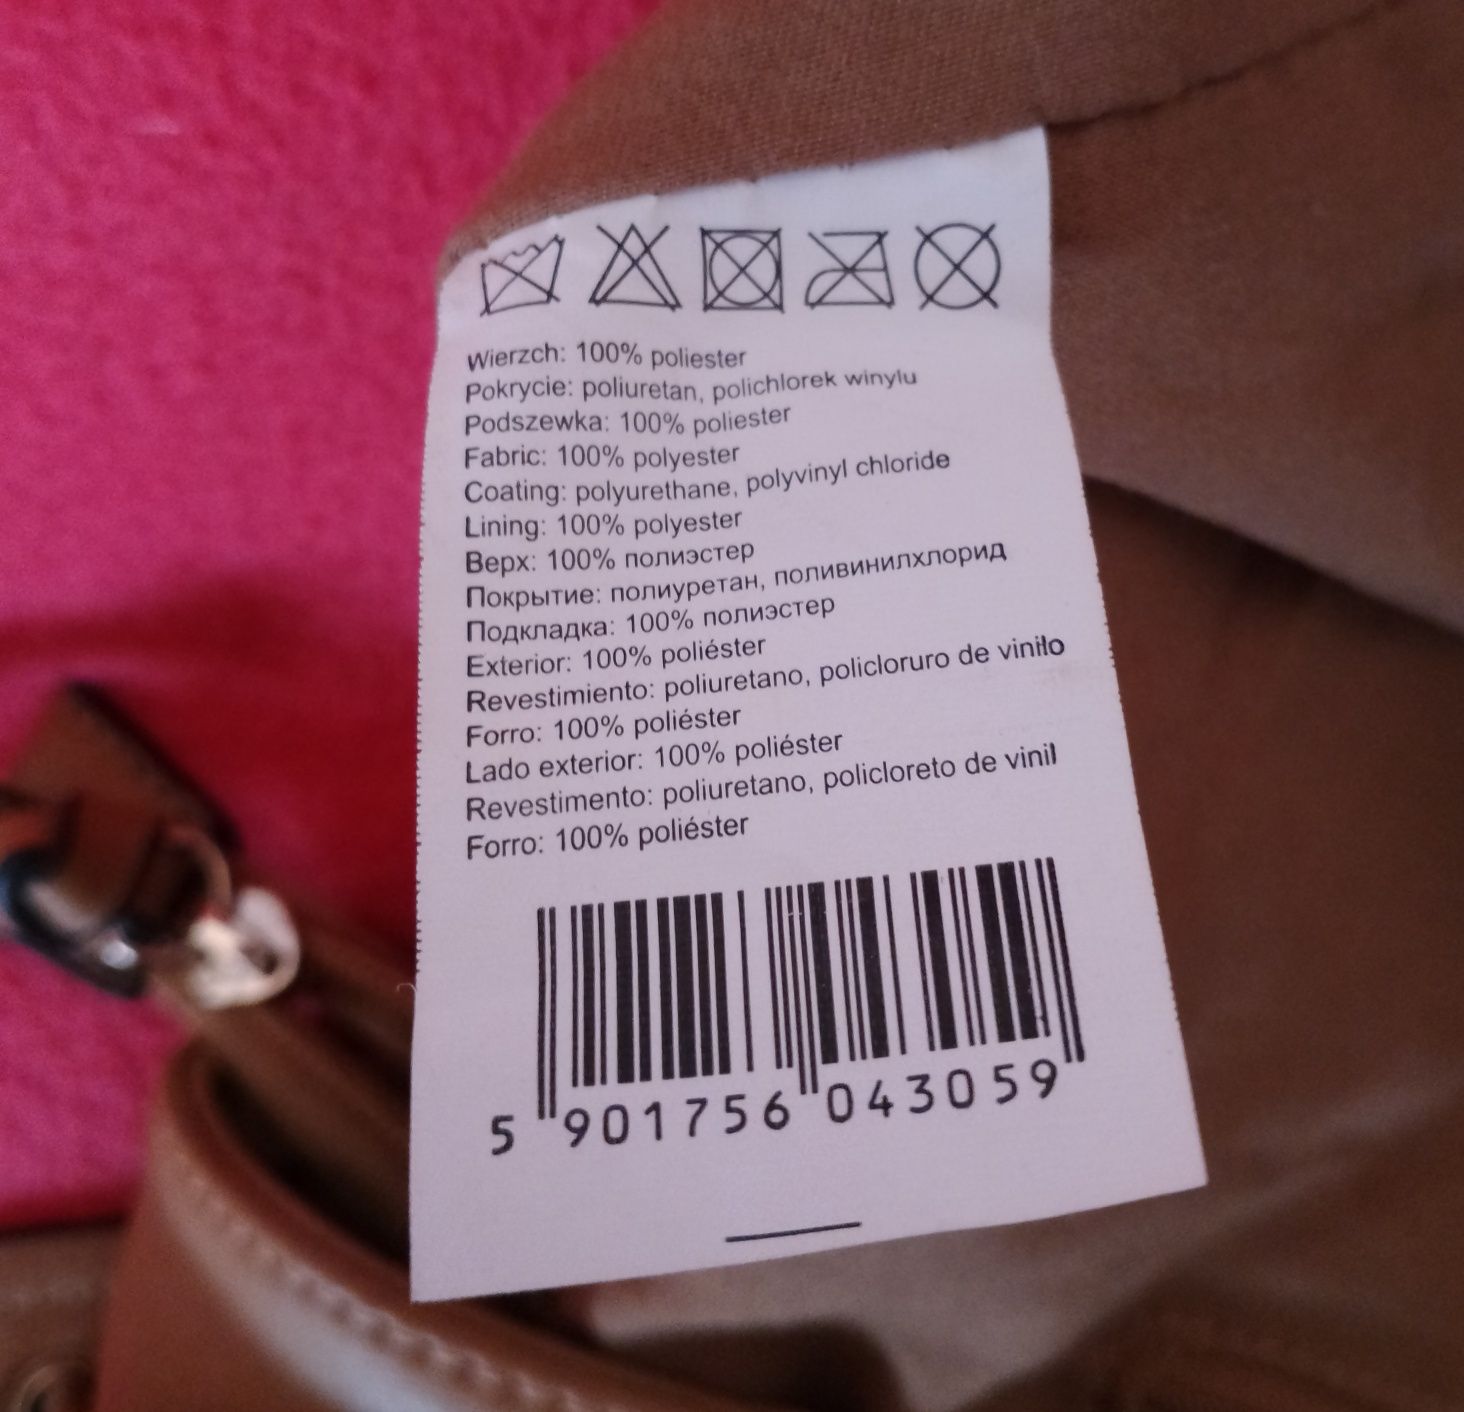 Wierzch: 100% poliester
Pokrycie: poliuretan, polichlorek winylu
Podszewka: 100% poliester
Fabric: 100% polyester
Coating: polyurethane, polyvinyl chloride
Lining: 100% polyester
Верх: 100% полиэстер
Покрытие: полиуретан, поливинилхлорид
Подкладка: 100% полиэстер
Exterior: 100% poliéster
Revestimiento: poliuretano, policloruro de vinilo
Forro: 100% poliéster
Lado exterior: 100% poliéster
Revestimento: poliuretano, policloreto de vinil
Forro: 100% poliéster
5 901756 043059